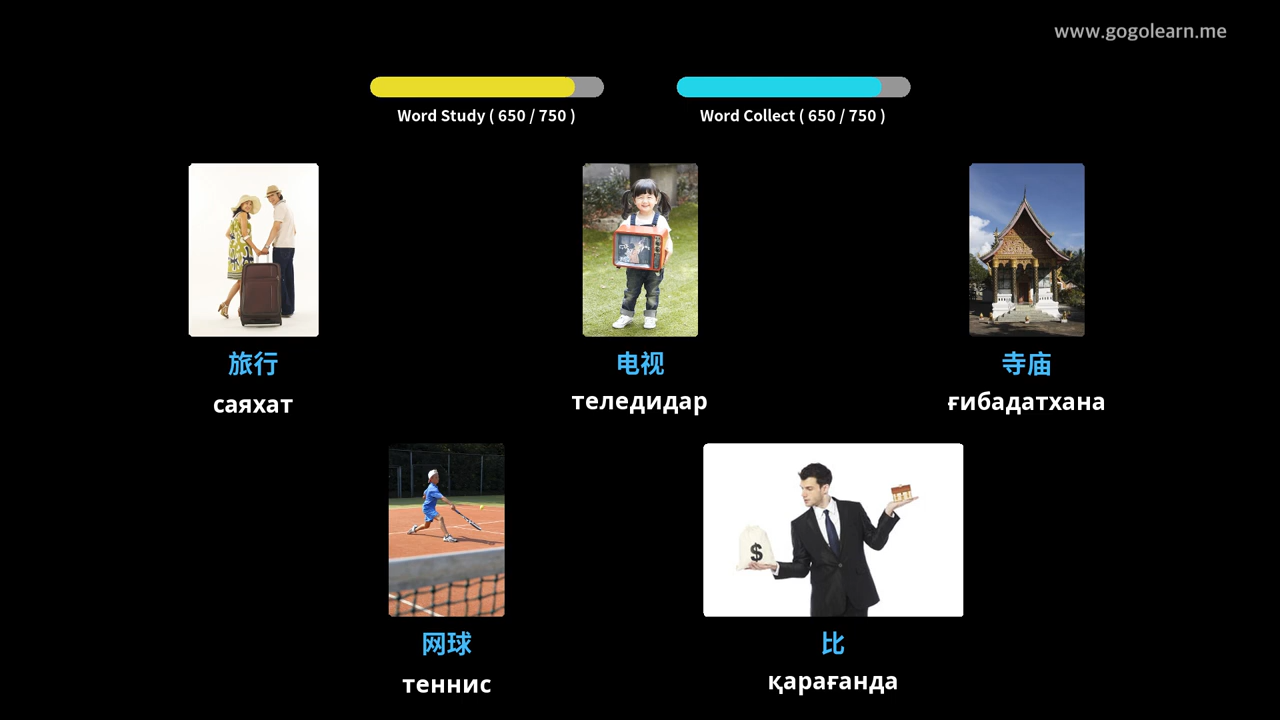 www.gogolearn.me
Word Study ( 650 / 750 )
Word Collect ( 650 / 750 )
旅行
саяхат
电视
теледидар
寺庙
ғибадатхана
$
网球
теннис
比
қарағанда